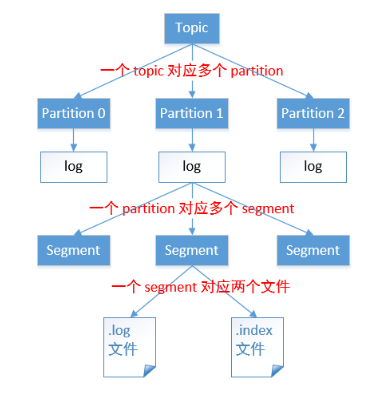 Topic
一个 topic 对应多个 partition
Partition 0
Partition 1
Partition 2
log
log
log
一个 partition 对应多个 segment
Segment
Segment
Segment
一个 segment 对应两个文件
.log
文件
.index
文件